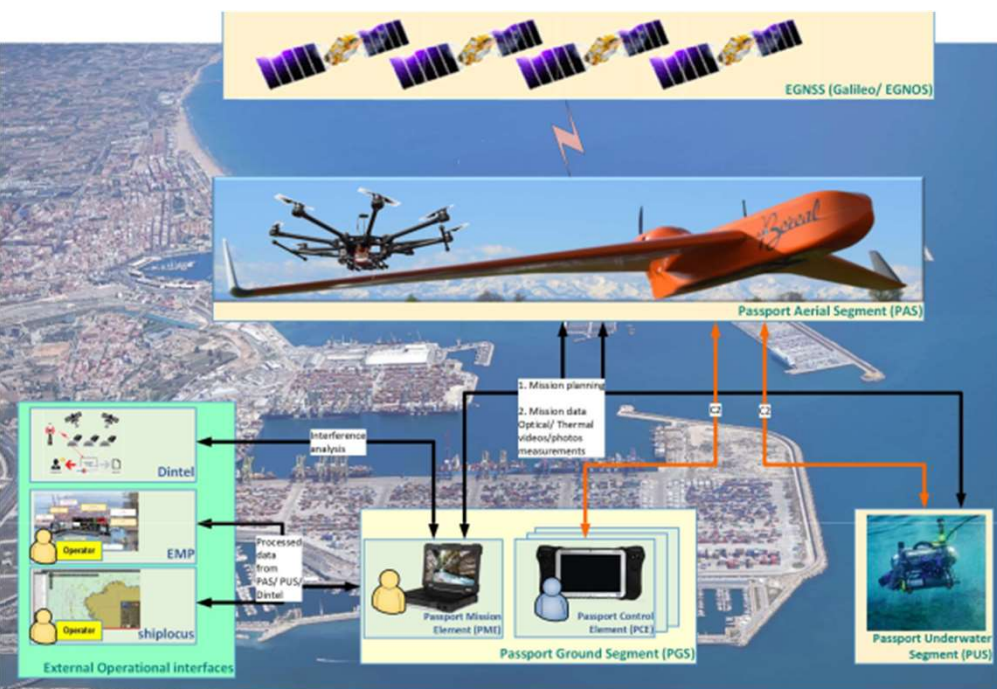 EGNSS (Galileo/ EGNOS)
Boreal
Passport Aerial Segment (PAS)
1. Mission planning
2. Mission data
Optical/ Thermal
videos/photos
measurements
C2
C2
Interference
analysis
Dintel
Operator
EMP
Processed
data
from
PAS/ PUS/
Dintel
Operator
shiplocus
External Operational interfaces
Passport Mission
Element (PME)
Passport Control
Element (PCE)
Passport Ground Segment (PGS)
Passport Underwater
Segment (PUS)